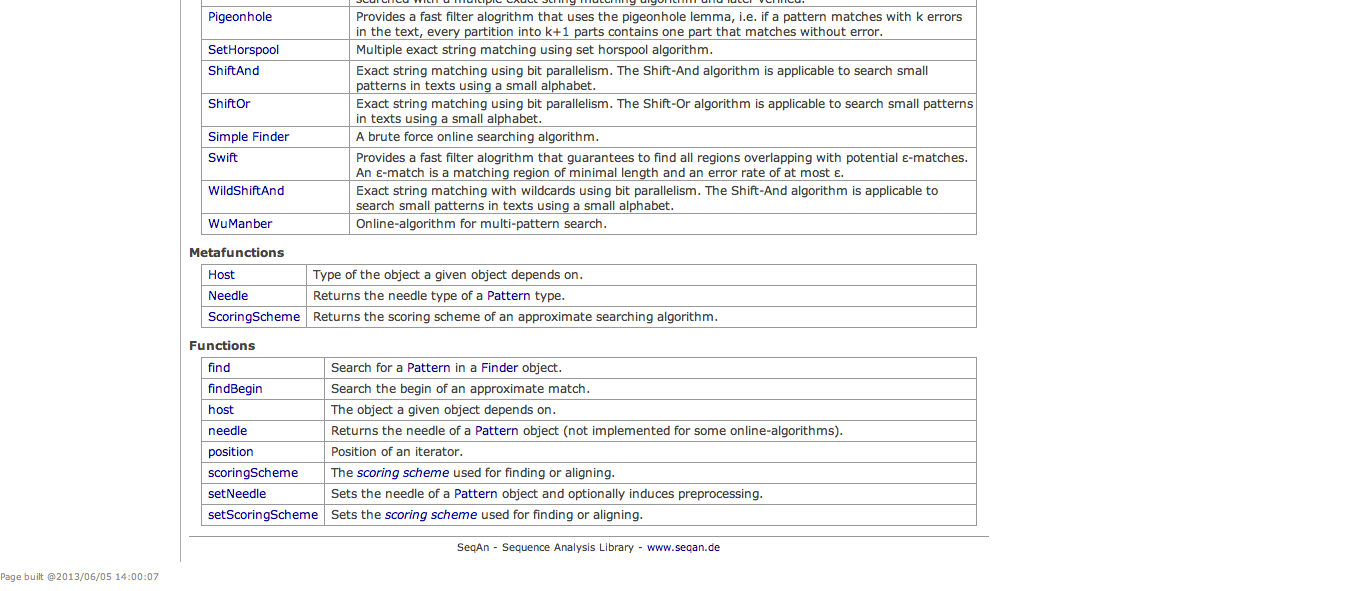 searched with a multiple exact string matching algorithm and later verified.
Pigeonhole Provides a fast filter alogrithm that uses the pigeonhole lemma, i.e. if a pattern matches with k errors
in the text, every partition into k+1 parts contains one part that matches without error.
SetHorspool Multiple exact string matching using set horspool algorithm.
ShiftAnd Exact string matching using bit parallelism. The Shift-And algorithm is applicable to search small
patterns in texts using a small alphabet.
ShiftOr Exact string matching using bit parallelism. The Shift-Or algorithm is applicable to search small patterns
in texts using a small alphabet.
Simple Finder A brute force online searching algorithm.
Swift Provides a fast filter alogrithm that guarantees to find all regions overlapping with potential ε-matches.
An ε-match is a matching region of minimal length and an error rate of at most ε.
WildShiftAnd Exact string matching with wildcards using bit parallelism. The Shift-And algorithm is applicable to
search small patterns in texts using a small alphabet.
WuManber Online-algorithm for multi-pattern search.
Metafunctions
Host Type of the object a given object depends on.
Needle Returns the needle type of a Pattern type.
ScoringScheme Returns the scoring scheme of an approximate searching algorithm.
Functions
find Search for a Pattern in a Finder object.
findBegin Search the begin of an approximate match.
host The object a given object depends on.
needle Returns the needle of a Pattern object (not implemented for some online-algorithms).
position Position of an iterator.
scoringScheme The scoring scheme used for finding or aligning.
setNeedle Sets the needle of a Pattern object and optionally induces preprocessing.
setScoringScheme Sets the scoring scheme used for finding or aligning.
SeqAn - Sequence Analysis Library - www.seqan.de
Page built @2013/06/05 14:00:07